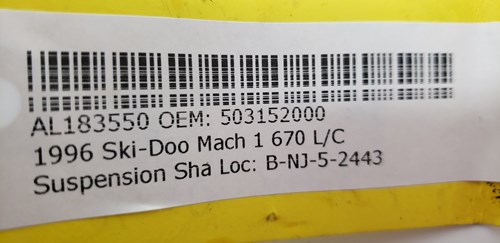 AL183550 OEM: 503152000
1996 Ski-Doo Mach 1 670 L/C
Suspension Sha Loc: B-NJ-5-2443